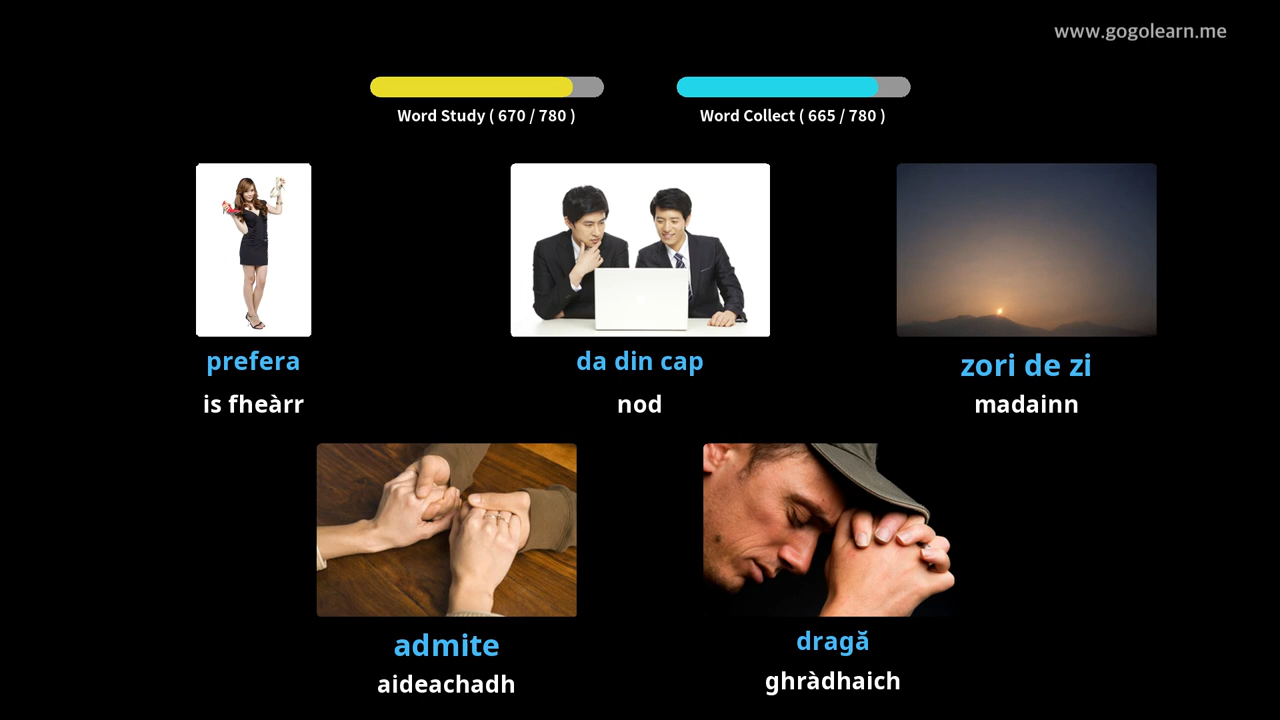 www.gogolearn.me
Word Study ( 670 / 780 )
Word Collect ( 665 / 780 )
prefera
is fheàrr
da din cap
nod
zori de zi
madainn
admite
aideachadh
dragă
ghràdhaich